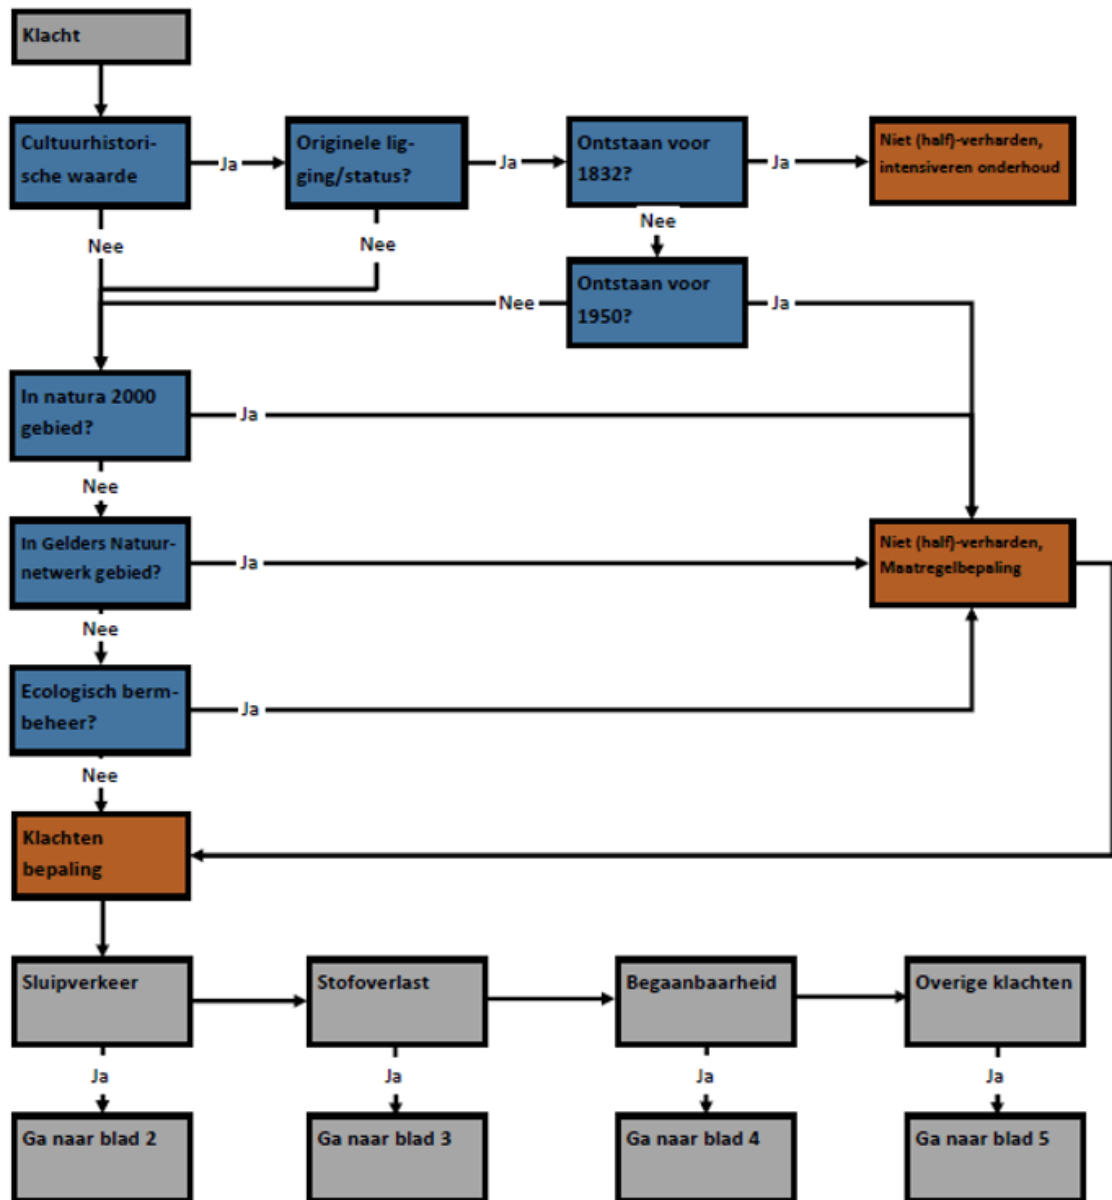 Klacht
Cultuurhistori-
sche waarde
Ja
Originele lig-
ging/status?
Ja
Ontstaan voor
1832?
Ja
Niet (half)-verharden,
intensiveren onderhoud
Nee
Nee
Nee
Ontstaan voor
1950?
Nee
Ja
In natura 2000
gebied?
Ja
Nee
In Gelders Natuur-
netwerk gebied?
Ja
Niet (half)-verharden,
Maatregelbepaling
Nee
Ecologisch berm-
beheer?
Ja
Nee
Klachten
bepaling
Sluipverkeer
Stofoverlast
Begaanbaarheid
Overige klachten
Ja
Ja
Ja
Ja
Ga naar blad 2
Ga naar blad 3
Ga naar blad 4
Ga naar blad 5